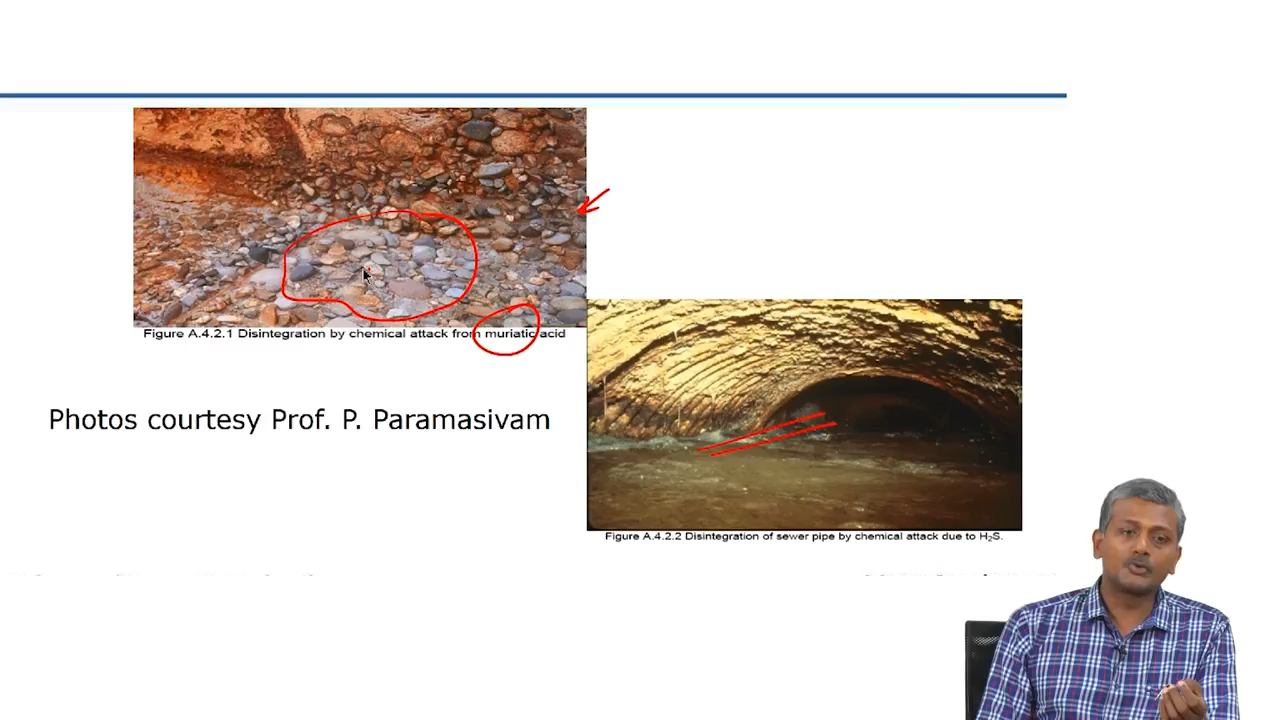 Figure A.4.2.1 Disintegration by chemical attack from muriatic acid
Photos courtesy Prof. P. Paramasivam
Figure A.4.2.2 Disintegration of sewer pipe by chemical attack due to H₂S.